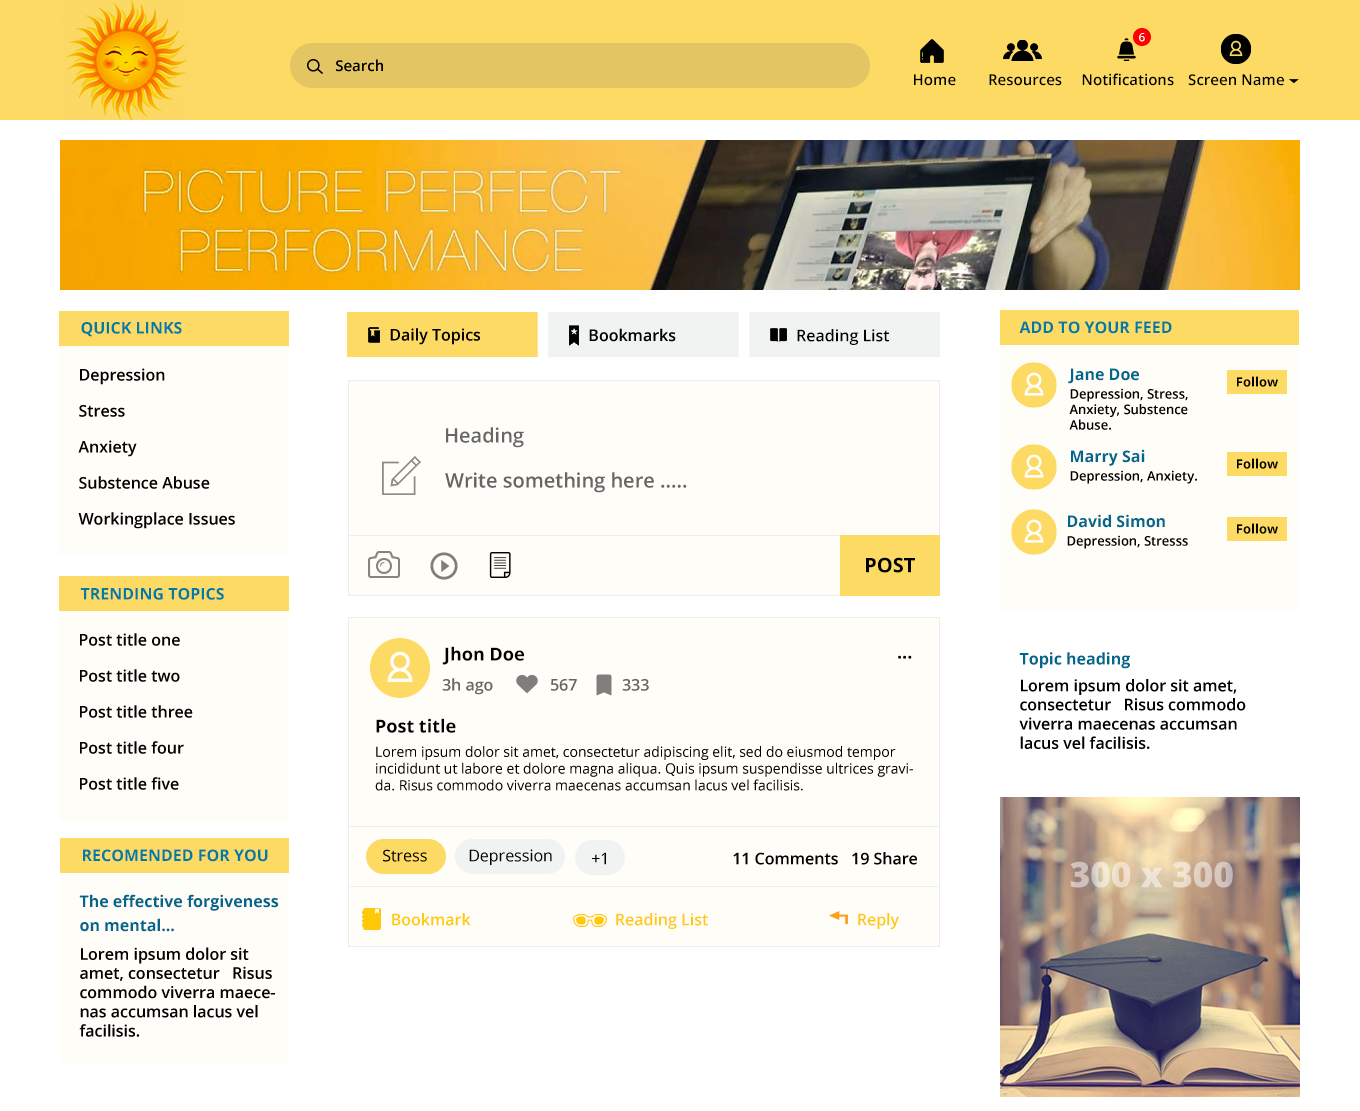 Search
Home
Resources
6
Notifications
Screen Name
PICTURE PERFECT
PERFORMANCE
QUICK LINKS
Depression
Stress
Anxiety
Substence Abuse
Workingplace Issues
TRENDING TOPICS
Post title one
Post title two
Post title three
Post title four
Post title five
RECOMENDED FOR YOU
The effective forgiveness
on mental...
Lorem ipsum dolor sit
amet, consectetur Risus
commodo viverra maece-
nas accumsan lacus vel
facilisis.
Daily Topics
Bookmarks
Reading List
Heading
Write something here .....
POST
Jhon Doe
...
3h ago 567 333
Post title
Lorem ipsum dolor sit amet, consectetur adipiscing elit, sed do eiusmod tempor
incididunt ut labore et dolore magna aliqua. Quis ipsum suspendisse ultrices gravi-
da. Risus commodo viverra maecenas accumsan lacus vel facilisis.
Stress
Depression
+1
11 Comments 19 Share
Bookmark
Reading List
Reply
ADD TO YOUR FEED
Jane Doe
Depression, Stress,
Anxiety, Substence
Abuse.
Follow
Marry Sai
Depression, Anxiety.
Follow
David Simon
Depression, Stresss
Follow
Topic heading
Lorem ipsum dolor sit amet,
consectetur Risus commodo
viverra maecenas accumsan
lacus vel facilisis.
300 x 300